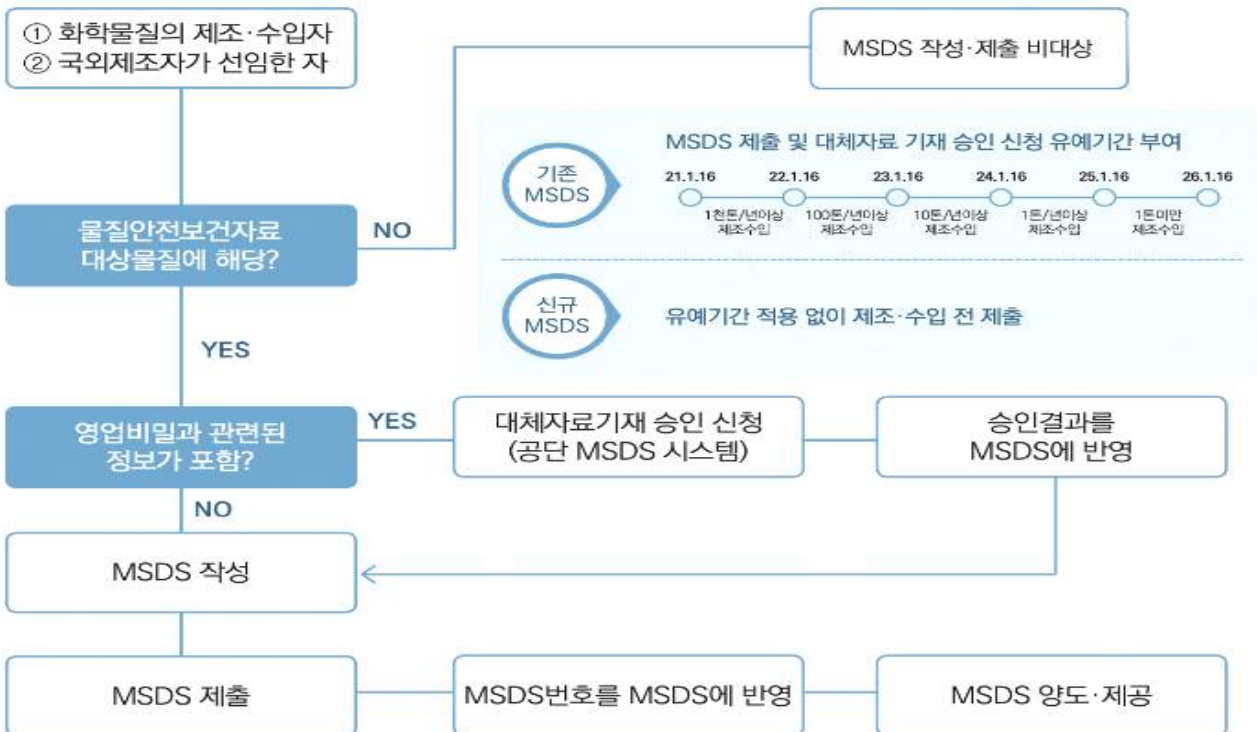 ① 화학물질의 제조·수입자
② 국외제조자가 선임한 자
MSDS 작성·제출 비대상
MSDS 제출 및 대체자료 기재 승인 신청 유예기간 부여
기존
MSDS
21.1.16 22.1.16 23.1.16 24.1.16 25.1.16 26.1.16
1천톤/년이상 100톤/년이상 10톤/년이상 1톤/년이상 1톤미만
제조수입 제조수입 제조수입 제조수입 제조수입
물질안전보건자료
대상물질에 해당?
NO
신규
MSDS
유예기간 적용 없이 제조·수입 전 제출
YES
영업비밀과 관련된
정보가 포함?
YES
대체자료기재 승인 신청
(공단 MSDS 시스템)
승인결과를
MSDS에 반영
NO
MSDS 작성
MSDS 제출
MSDS번호를 MSDS에 반영
MSDS 양도·제공